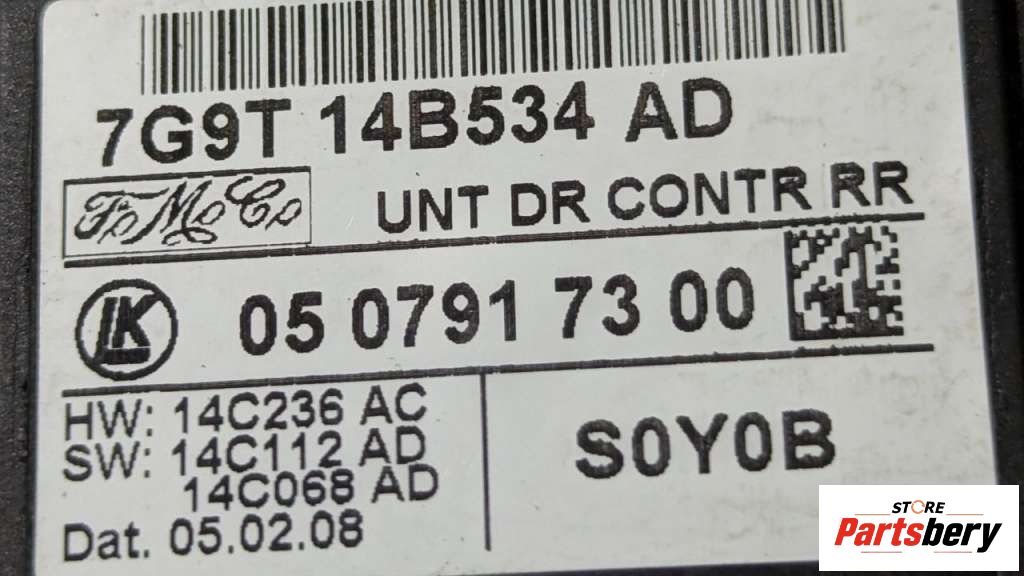 7G9T 14B534 AD
FoMoCo
UNT DR CONTR RR
LK
05 0791 73 00
HW: 14C236 AC
SW: 14C112 AD
14C068 AD
Dat. 05.02.08
S0Y0B
STORE
Partsbery